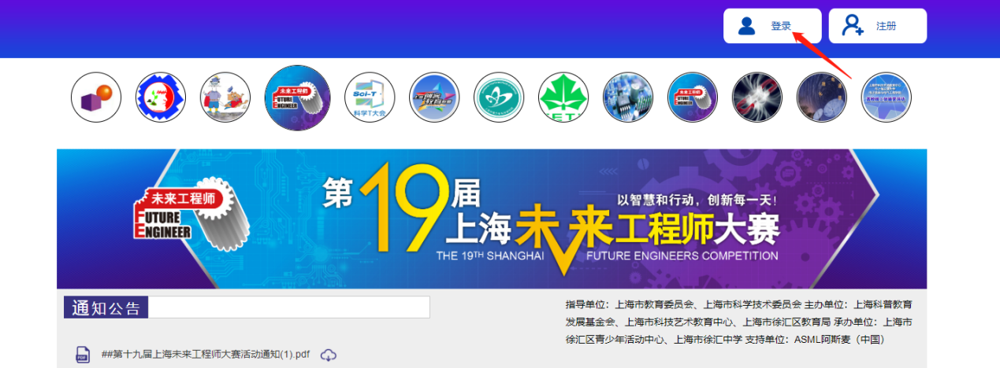 登录
注册
未来工程师
FUTURE
ENGINEER
Sci-T
科学T大会
未来工程师
FUTURE
ENGINEER
未来工程师
FUTURE
ENGINEER
第19届
上海未来工程师大赛
以智慧和行动，创新每一天！
THE 19TH SHANGHAI FUTURE ENGINEERS COMPETITION
通知公告
指导单位：上海市教育委员会、上海市科学技术委员会 主办单位：上海科普教育
发展基金会、上海市科技艺术教育中心、上海市徐汇区教育局 承办单位：上海市
徐汇区青少年活动中心、上海市徐汇中学 支持单位：ASML阿斯麦（中国）
PDF
##第十九届上海未来工程师大赛活动通知(1).pdf